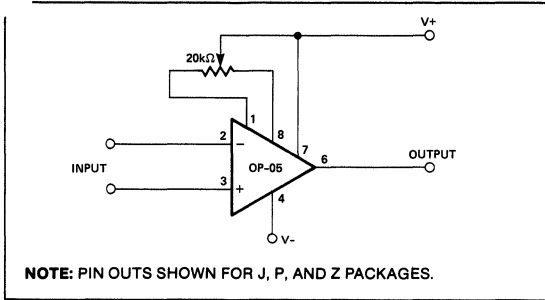 V+
20kΩ
1
8
2
−
7
6
OUTPUT
INPUT
OP-05
3
+
4
V-
NOTE: PIN OUTS SHOWN FOR J, P, AND Z PACKAGES.